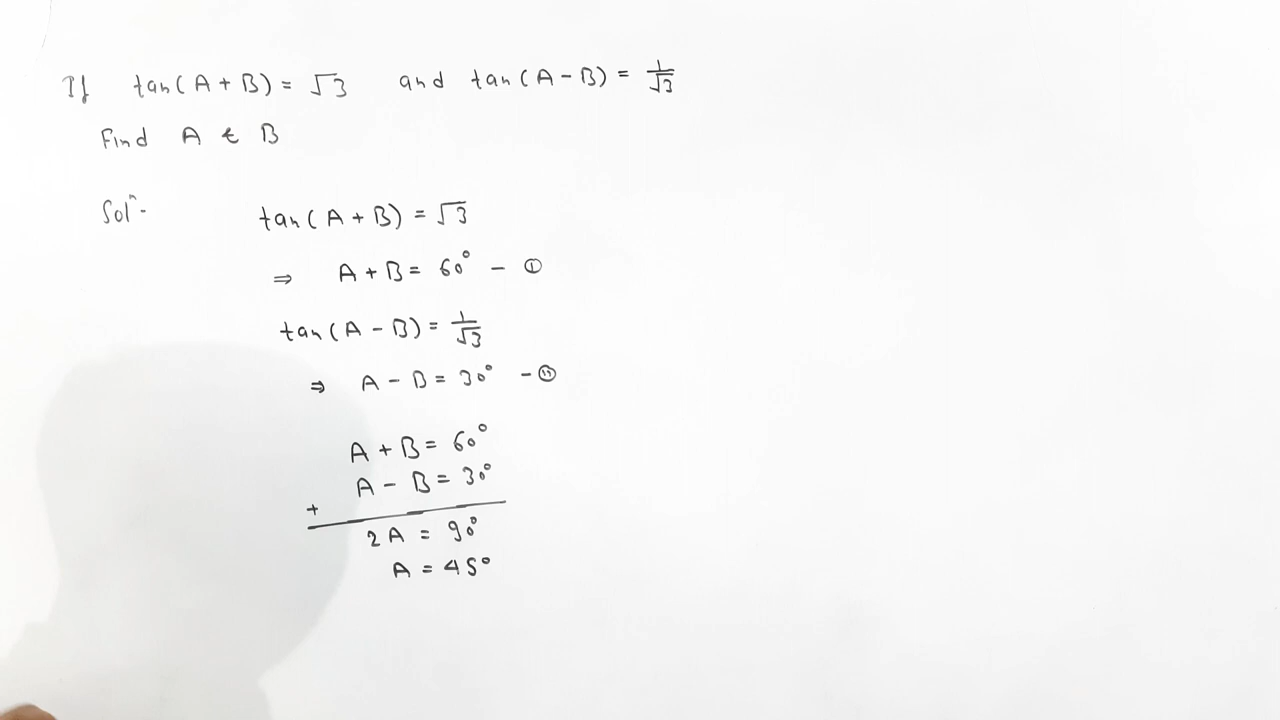 If tan(A + B) = √3 and tan(A - B) = 1/√3
Find A & B
Solⁿ-
tan(A + B) = √3
⇒ A + B = 60° - ①
tan(A - B) = 1/√3
⇒ A - B = 30° - ⑪
A + B = 60°
A - B = 30°
+
2A = 90°
A = 45°